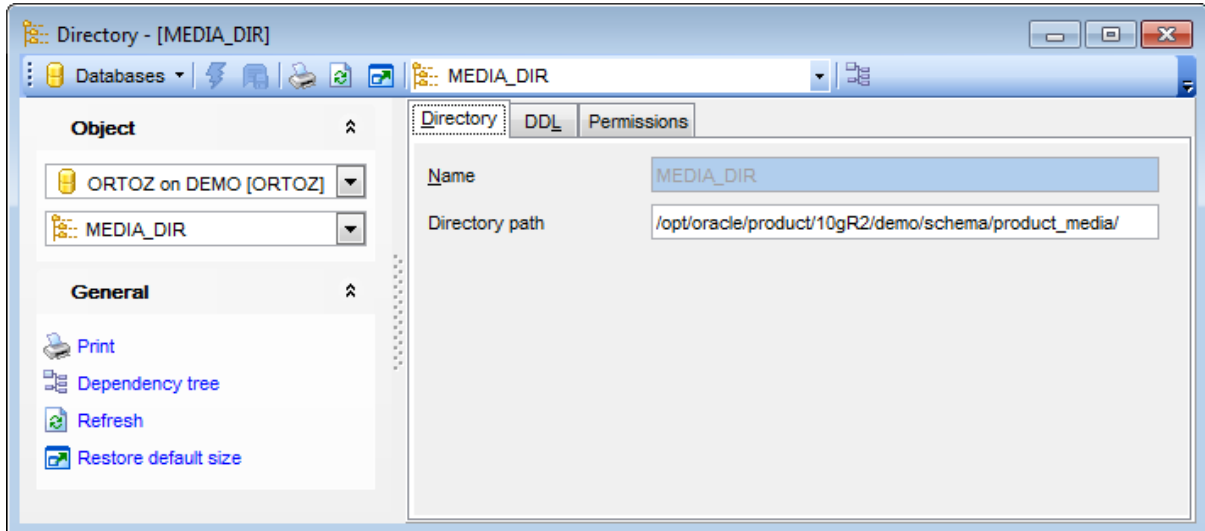 Directory - [MEDIA_DIR]
Databases MEDIA_DIR
Object
ORTOZ on DEMO [ORTOZ]
MEDIA_DIR
General
Print
Dependency tree
Refresh
Restore default size
Directory DDL Permissions
Name MEDIA_DIR
Directory path /opt/oracle/product/10gR2/demo/schema/product_media/